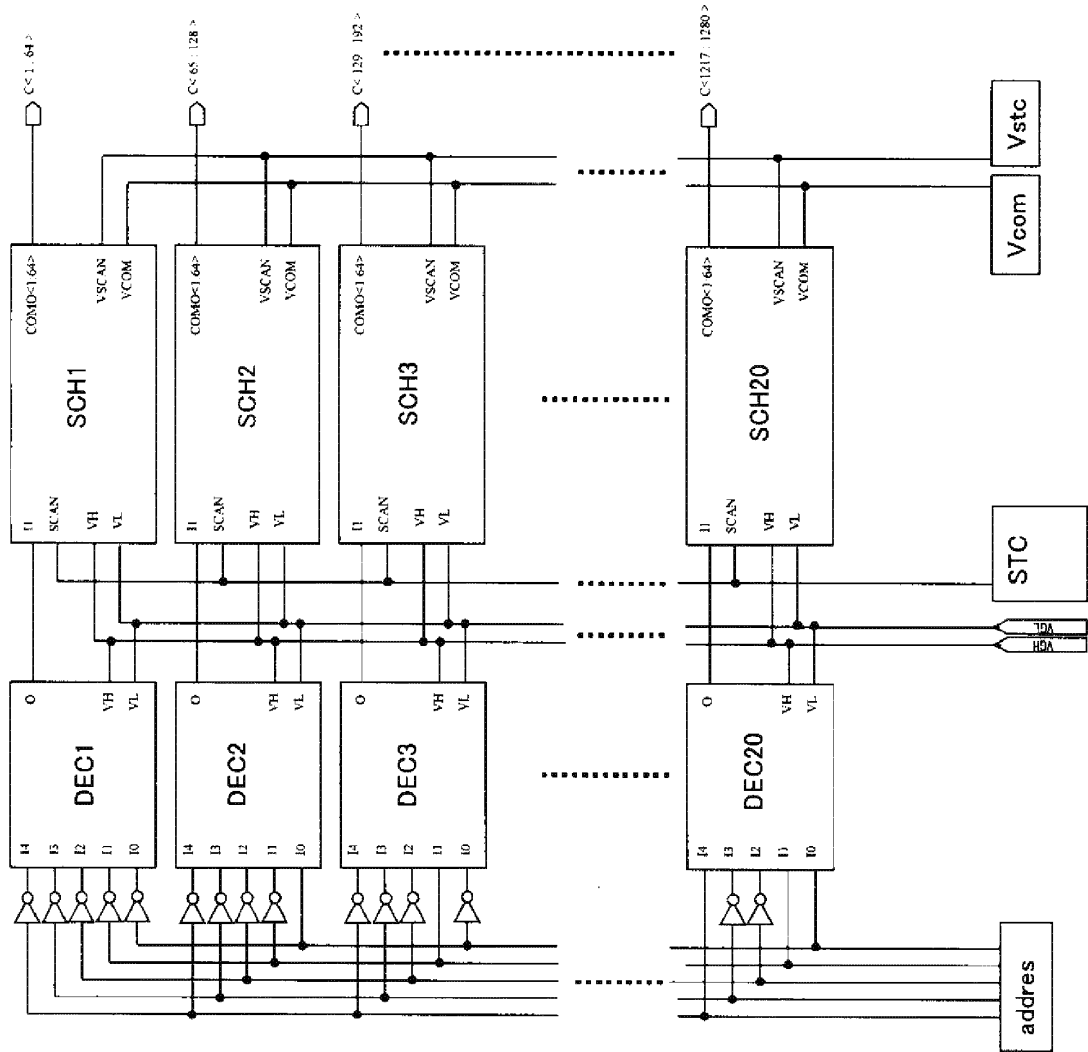 addres
I4
I3
I2
I1
I0
DEC1
O
VH
VL
I1
SCAN
VH
VL
SCH1
COMO<1:64>
VSCAN
VCOM
C< 1 : 64 >
I4
I3
I2
I1
I0
DEC2
O
VH
VL
I1
SCAN
VH
VL
SCH2
COMO<1:64>
VSCAN
VCOM
C< 65 : 128 >
I4
I3
I2
I1
I0
DEC3
O
VH
VL
I1
SCAN
VH
VL
SCH3
COMO<1:64>
VSCAN
VCOM
C< 129 : 192 >
I4
I3
I2
I1
I0
DEC20
O
VH
VL
I1
SCAN
VH
VL
SCH20
COMO<1:64>
VSCAN
VCOM
C<1217 : 1280 >
VGH
VGL
STC
Vcom
Vstc